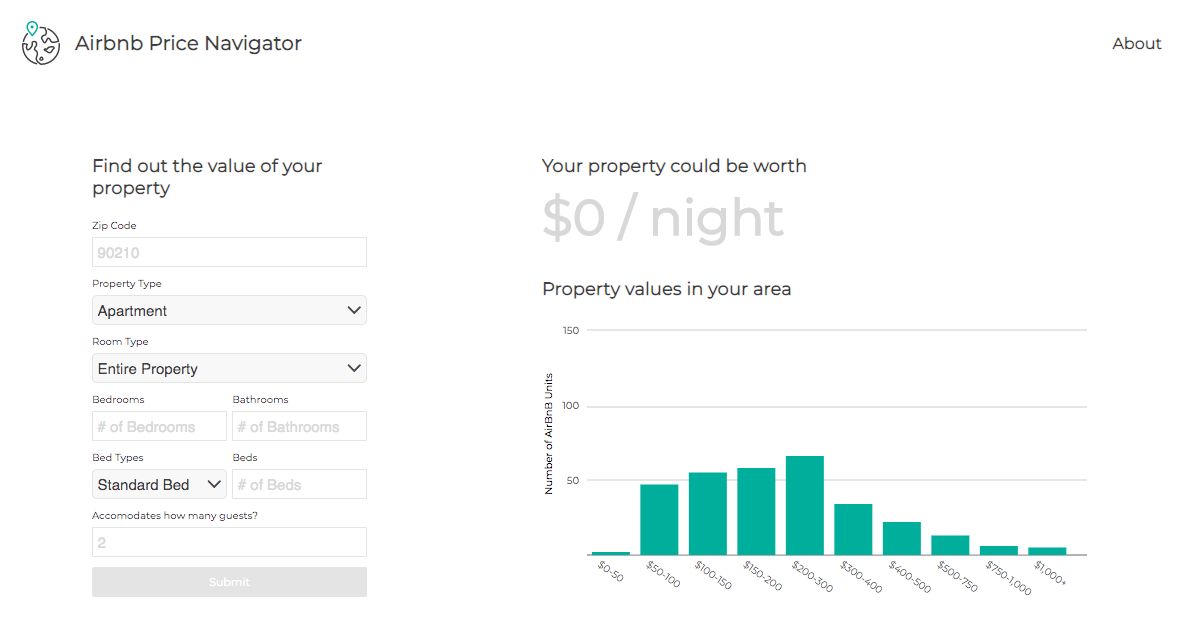 Airbnb Price Navigator
About
Find out the value of your
property
Zip Code
90210
Property Type
Apartment
Room Type
Entire Property
Bedrooms
Bathrooms
# of Bedrooms
# of Bathrooms
Bed Types
Beds
Standard Bed
# of Beds
Accomodates how many guests?
2
Submit
Your property could be worth
$0 / night
Property values in your area
Number of AirBnB Units
150
100
50
$0-50
$50-100
$100-150
$150-200
$200-300
$300-400
$400-500
$500-750
$750-1,000
$1,000+